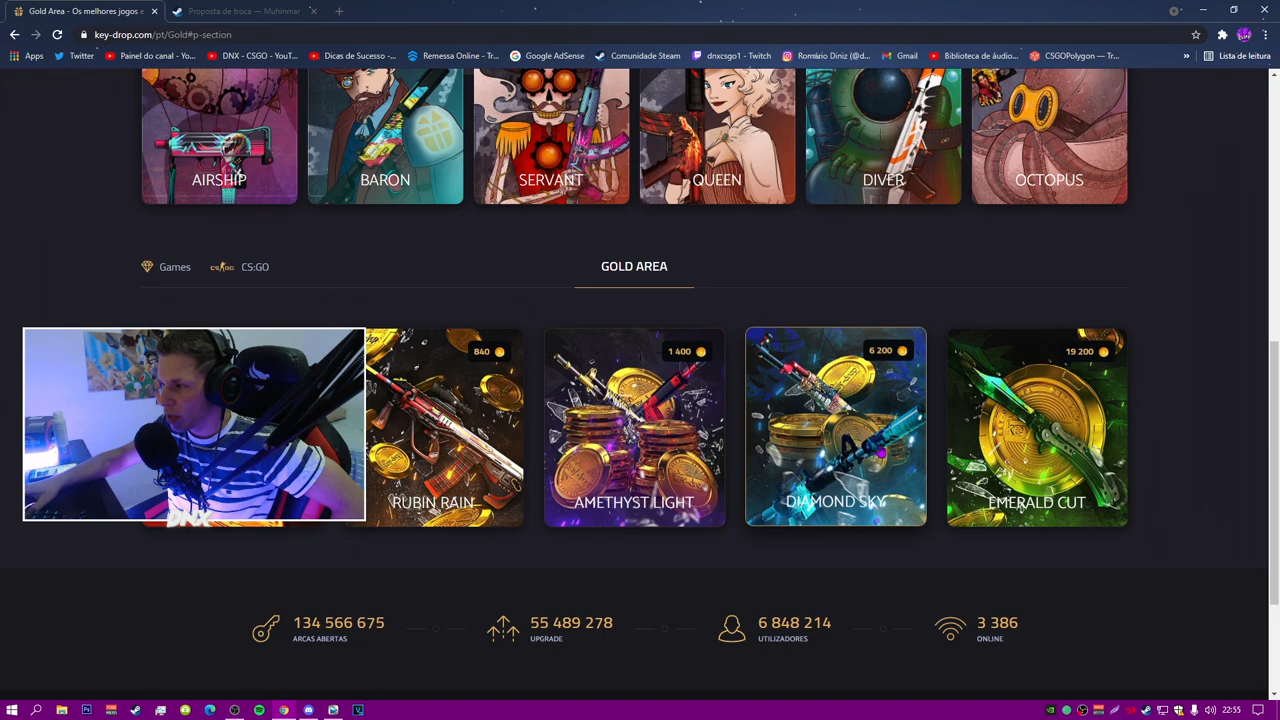 Gold Area - Os melhores jogos e
Proposta de troca — Muhinmar
key-drop.com/pt/Gold#p-section
Apps
Twitter
Painel do canal - Yo...
DNX - CSGO - YouT...
Dicas de Sucesso -...
Remessa Online - Tr...
Google AdSense
Comunidade Steam
dnxcsgo1 - Twitch
Romário Diniz (@d...
Gmail
Biblioteca de áudio...
CSGOPolygon — Tr...
»
Lista de leitura
AIRSHIP
BARON
SERVANT
QUEEN
DIVER
OCTOPUS
Games
CS:GO
GOLD AREA
840
1 400
6 200
19 200
RUBIN RAIN
AMETHYST LIGHT
DIAMOND SKY
EMERALD CUT
DNX
134 566 675
ARCAS ABERTAS
55 489 278
UPGRADE
6 848 214
UTILIZADORES
3 386
ONLINE
22:55